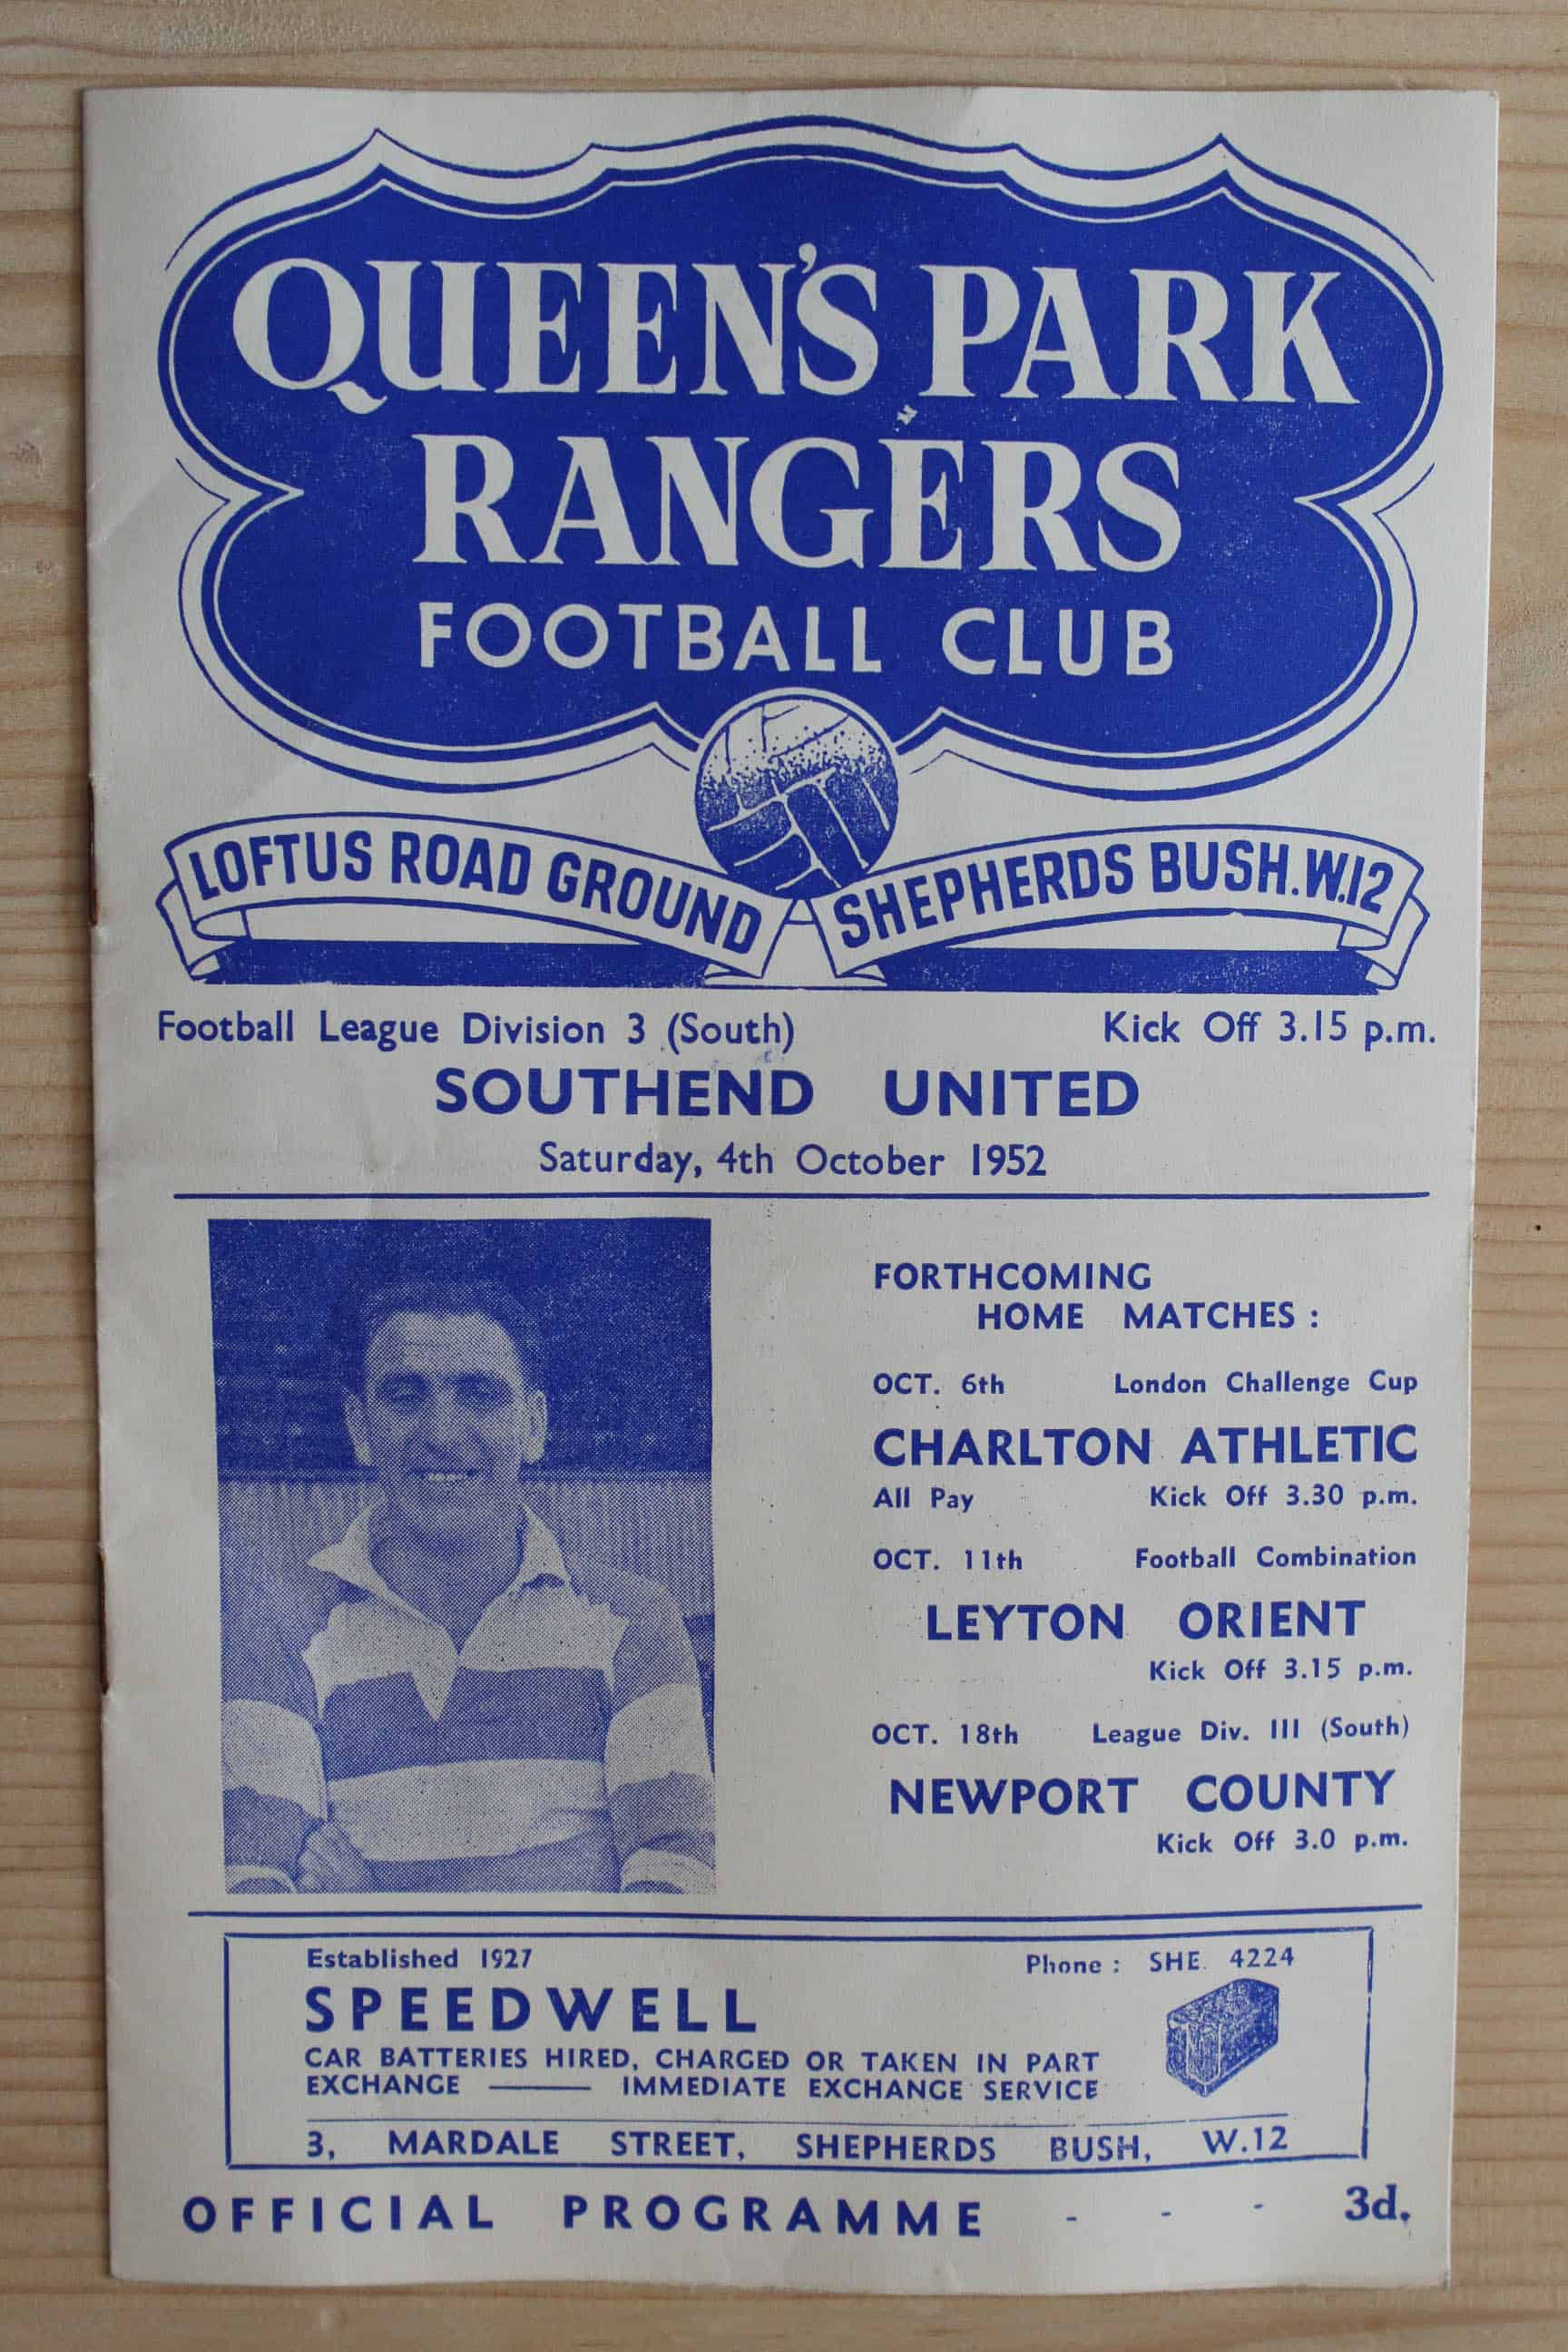 QUEEN'S PARK
RANGERS
FOOTBALL CLUB
LOFTUS ROAD GROUND SHEPHERDS BUSH. W.12
Football League Division 3 (South) Kick Off 3.15 p.m.
SOUTHEND UNITED
Saturday, 4th October 1952
FORTHCOMING
HOME MATCHES :
OCT. 6th London Challenge Cup
CHARLTON ATHLETIC
All Pay Kick Off 3.30 p.m.
OCT. 11th Football Combination
LEYTON ORIENT
Kick Off 3.15 p.m.
OCT. 18th League Div. III (South)
NEWPORT COUNTY
Kick Off 3.0 p.m.
Established 1927 Phone : SHE. 4224
SPEEDWELL
CAR BATTERIES HIRED, CHARGED OR TAKEN IN PART
EXCHANGE —— IMMEDIATE EXCHANGE SERVICE
3, MARDALE STREET, SHEPHERDS BUSH, W.12
OFFICIAL PROGRAMME - - - 3d.